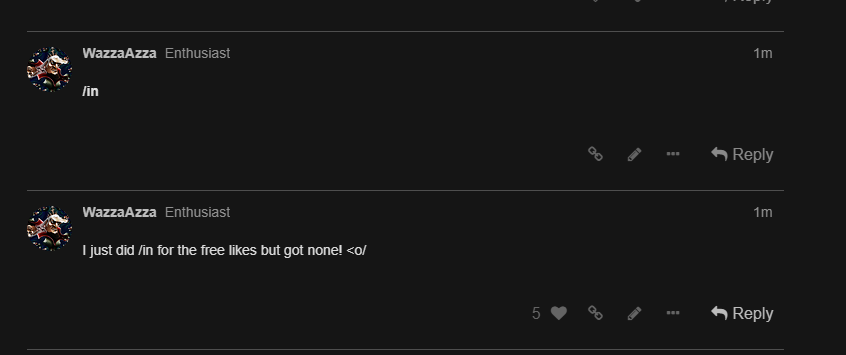 Reply
WazzaAzza Enthusiast 1m
/in
Reply
WazzaAzza Enthusiast 1m
I just did /in for the free likes but got none! <o/
5 Reply